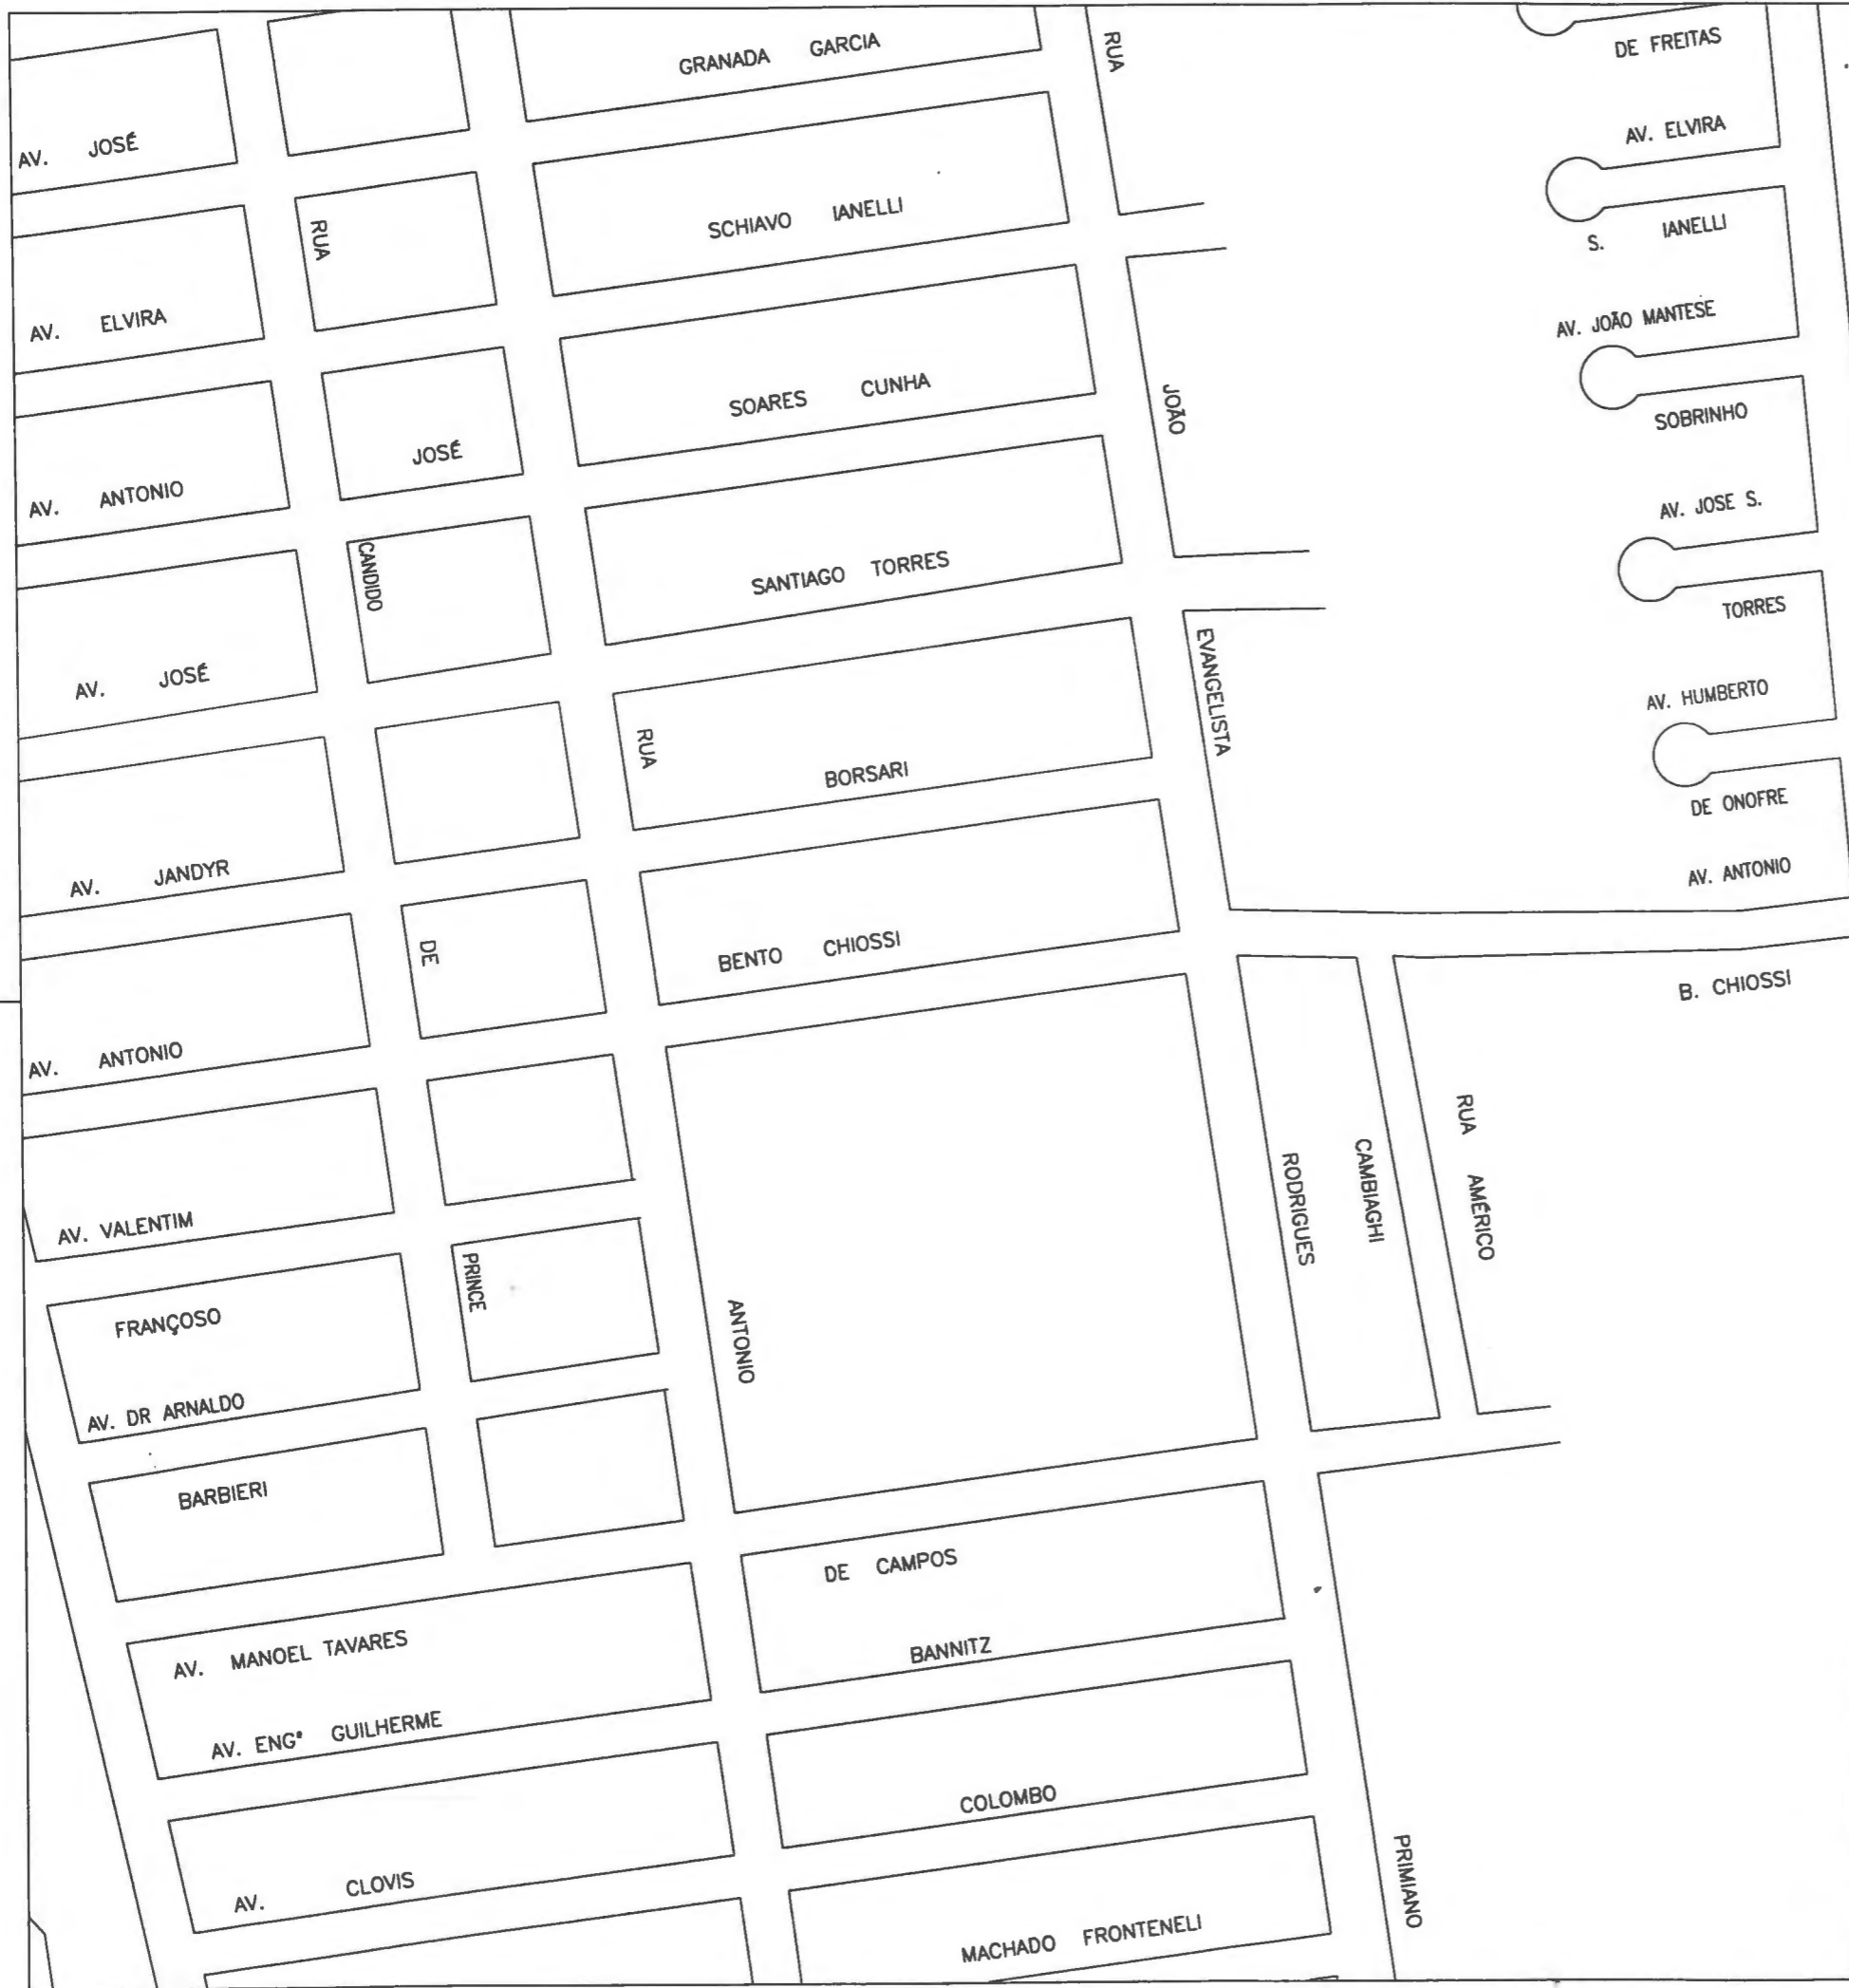 GRANADA GARCIA
RUA
DE FREITAS
AV. JOSÉ
AV. ELVIRA
RUA
SCHIAVO IANELLI
S. IANELLI
AV. ELVIRA
AV. JOÃO MANTESE
SOARES CUNHA
JOÃO
SOBRINHO
JOSÉ
AV. ANTONIO
AV. JOSE S.
CANDIDO
SANTIAGO TORRES
TORRES
AV. JOSÉ
EVANGELISTA
AV. HUMBERTO
RUA
BORSARI
DE ONOFRE
AV. JANDYR
AV. ANTONIO
DE
BENTO CHIOSSI
B. CHIOSSI
AV. ANTONIO
RUA AMÉRICO
CAMBIAGHI
RODRIGUES
AV. VALENTIM
PRINCE
FRANÇOSO
ANTONIO
AV. DR ARNALDO
BARBIERI
DE CAMPOS
AV. MANOEL TAVARES
BANNITZ
AV. ENGº GUILHERME
COLOMBO
PRIMIANO
AV. CLOVIS
MACHADO FRONTENELI